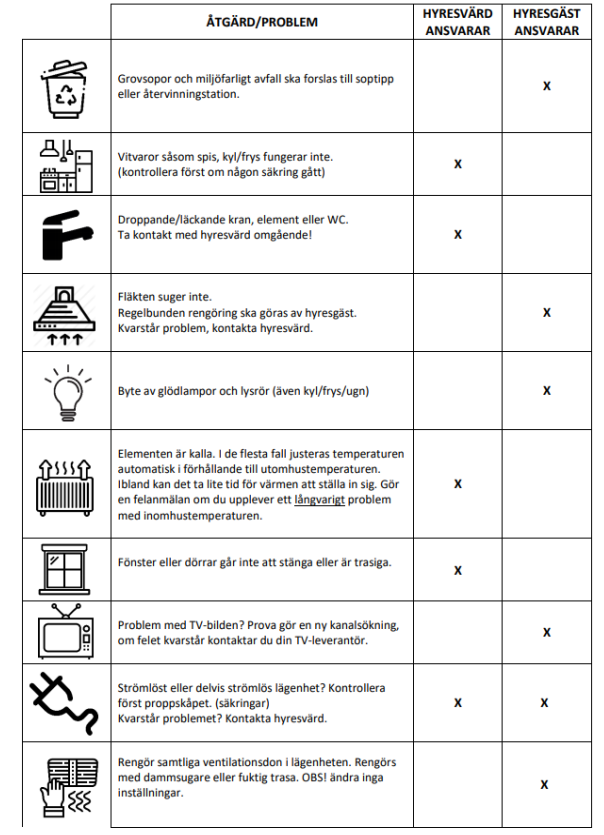 ÅTGÄRD/PROBLEM
HYRESVÄRD
ANSVARAR
HYRESGÄST
ANSVARAR
Grovsopor och miljöfarligt avfall ska forslas till soptipp
eller återvinningstation.
X
Vitvaror såsom spis, kyl/frys fungerar inte.
(kontrollera först om någon säkring gått)
X
Droppande/läckande kran, element eller WC.
Ta kontakt med hyresvärd omgående!
X
Fläkten suger inte.
Regelbunden rengöring ska göras av hyresgäst.
Kvarstår problem, kontakta hyresvärd.
X
Byte av glödlampor och lysrör (även kyl/frys/ugn)
X
Elementen är kalla. I de flesta fall justeras temperaturen
automatisk i förhållande till utomhustemperaturen.
Ibland kan det ta lite tid för värmen att ställa in sig. Gör
en felanmälan om du upplever ett långvarigt problem
med inomhustemperaturen.
X
Fönster eller dörrar går inte att stänga eller är trasiga.
X
Problem med TV-bilden? Prova gör en ny kanalsökning,
om felet kvarstår kontaktar du din TV-leverantör.
X
Strömlöst eller delvis strömlös lägenhet? Kontrollera
först proppskåpet. (säkringar)
Kvarstår problemet? Kontakta hyresvärd.
X
X
Rengör samtliga ventilationsdon i lägenheten. Rengörs
med dammsugare eller fuktig trasa. OBS! ändra inga
inställningar.
X